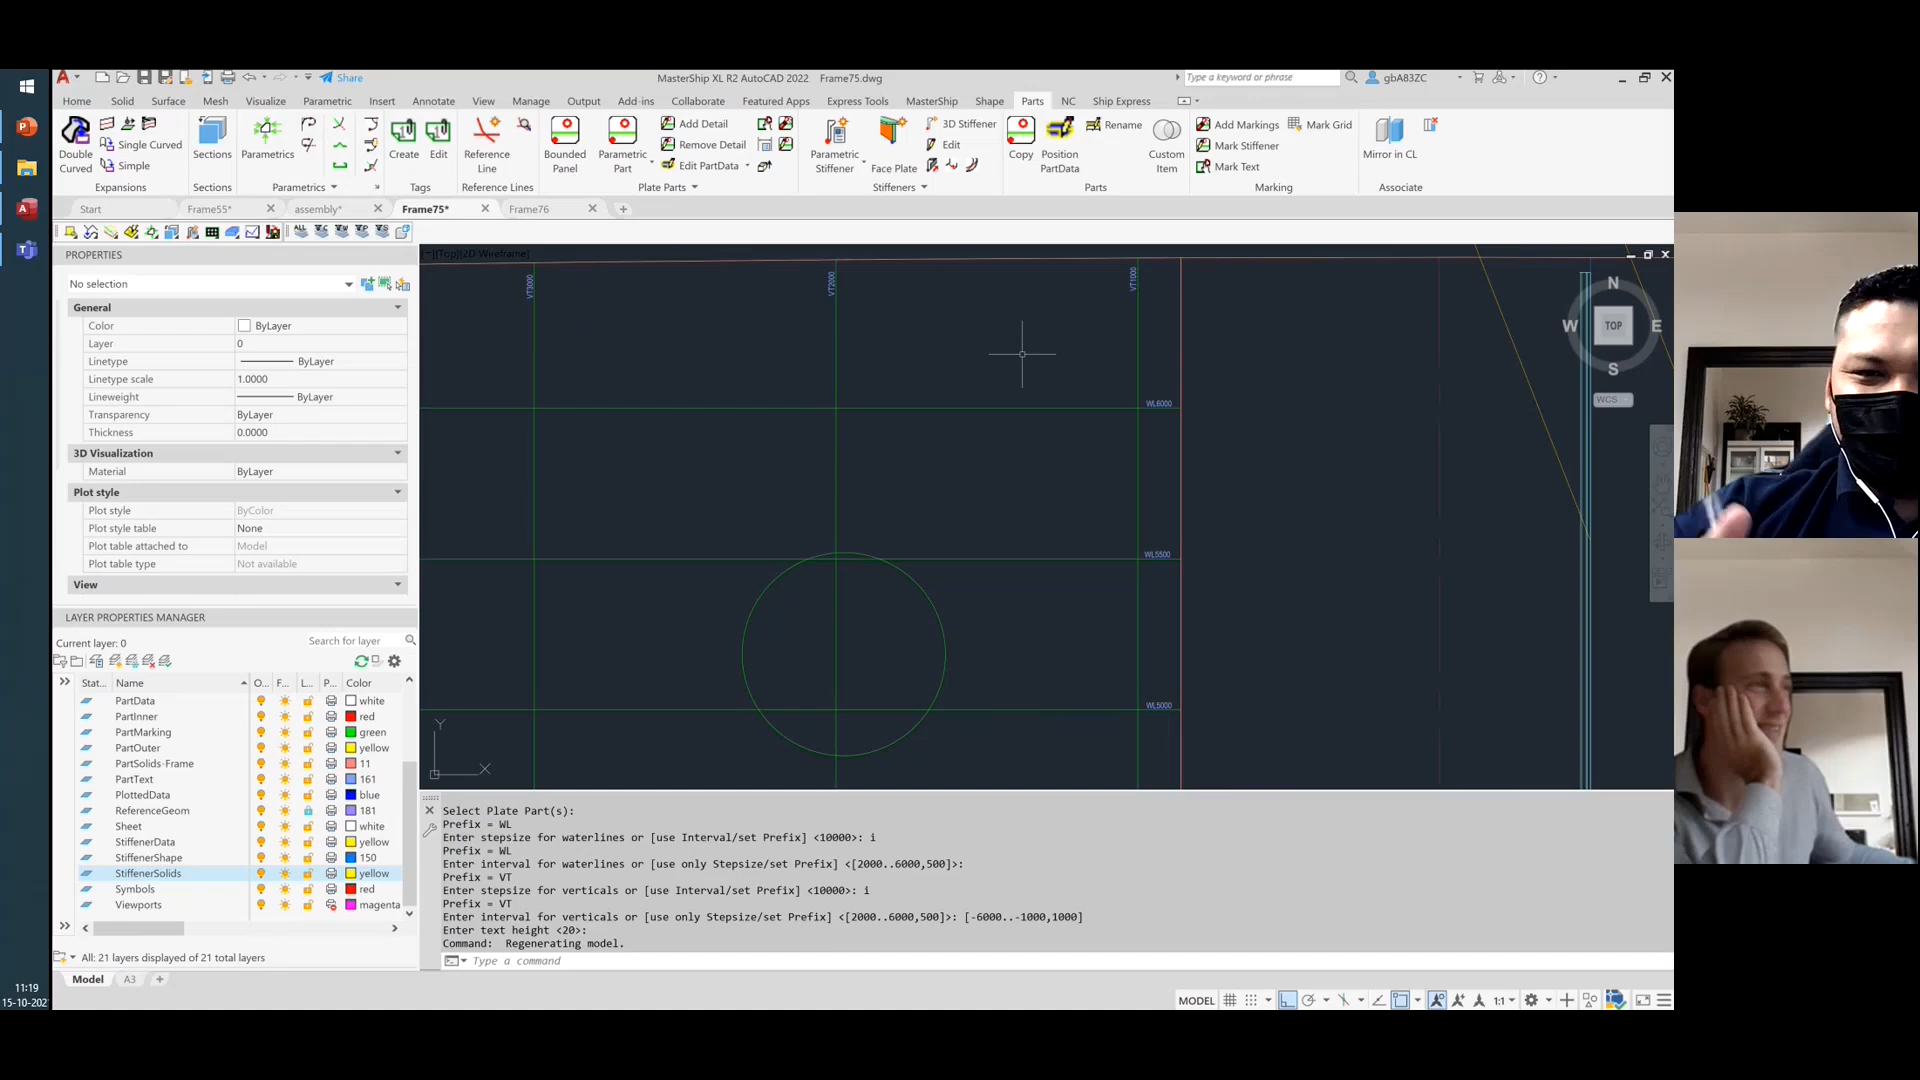 MasterShip XL R2 AutoCAD 2022 Frame75.dwg
Share
Type a keyword or phrase
gbA83ZC
Home Solid Surface Mesh Visualize Parametric Insert Annotate View Manage Output Add-ins Collaborate Featured Apps Express Tools MasterShip Shape Parts NC Ship Express
Double Curved
Single Curved
Simple
Expansions
Sections
Sections
Parametrics
Parametrics
Create
Edit
Tags
Reference Line
Reference Lines
Bounded Panel
Parametric Part
Add Detail
Remove Detail
Edit PartData
Plate Parts
Parametric Stiffener
Face Plate
3D Stiffener
Edit
Stiffeners
Copy
Position PartData
Rename
Custom Item
Parts
Add Markings
Mark Grid
Mark Stiffener
Mark Text
Marking
Mirror in CL
Associate
Start
Frame55*
assembly*
Frame75*
Frame76
ALL
PROPERTIES
No selection
General
Color ByLayer
Layer 0
Linetype ByLayer
Linetype scale 1.0000
Lineweight ByLayer
Transparency ByLayer
Thickness 0.0000
3D Visualization
Material ByLayer
Plot style
Plot style ByColor
Plot style table None
Plot table attached to Model
Plot table type Not available
View
LAYER PROPERTIES MANAGER
Current layer: 0
Search for layer
Stat... Name O... F... L... P... Color
PartData white
PartInner red
PartMarking green
PartOuter yellow
PartSolids-Frame 11
PartText 161
PlottedData blue
ReferenceGeom 181
Sheet white
StiffenerData yellow
StiffenerShape 150
StiffenerSolids yellow
Symbols red
Viewports magenta
All: 21 layers displayed of 21 total layers
Model
A3
[Top][2D Wireframe]
VT3000
VT2000
VT1000
WL6000
WL5500
WL5000
Y
X
N
W
TOP
E
S
WCS
Select Plate Part(s):
Prefix = WL
Enter stepsize for waterlines or [use Interval/set Prefix] <10000>: i
Prefix = WL
Enter interval for waterlines or [use only Stepsize/set Prefix] <[2000..6000,500]>:
Prefix = VT
Enter stepsize for verticals or [use Interval/set Prefix] <10000>: i
Prefix = VT
Enter interval for verticals or [use only Stepsize/set Prefix] <[2000..6000,500]>: [-6000..-1000,1000]
Enter text height <20>:
Command: Regenerating model.
Type a command
MODEL
1:1
11:19
15-10-202